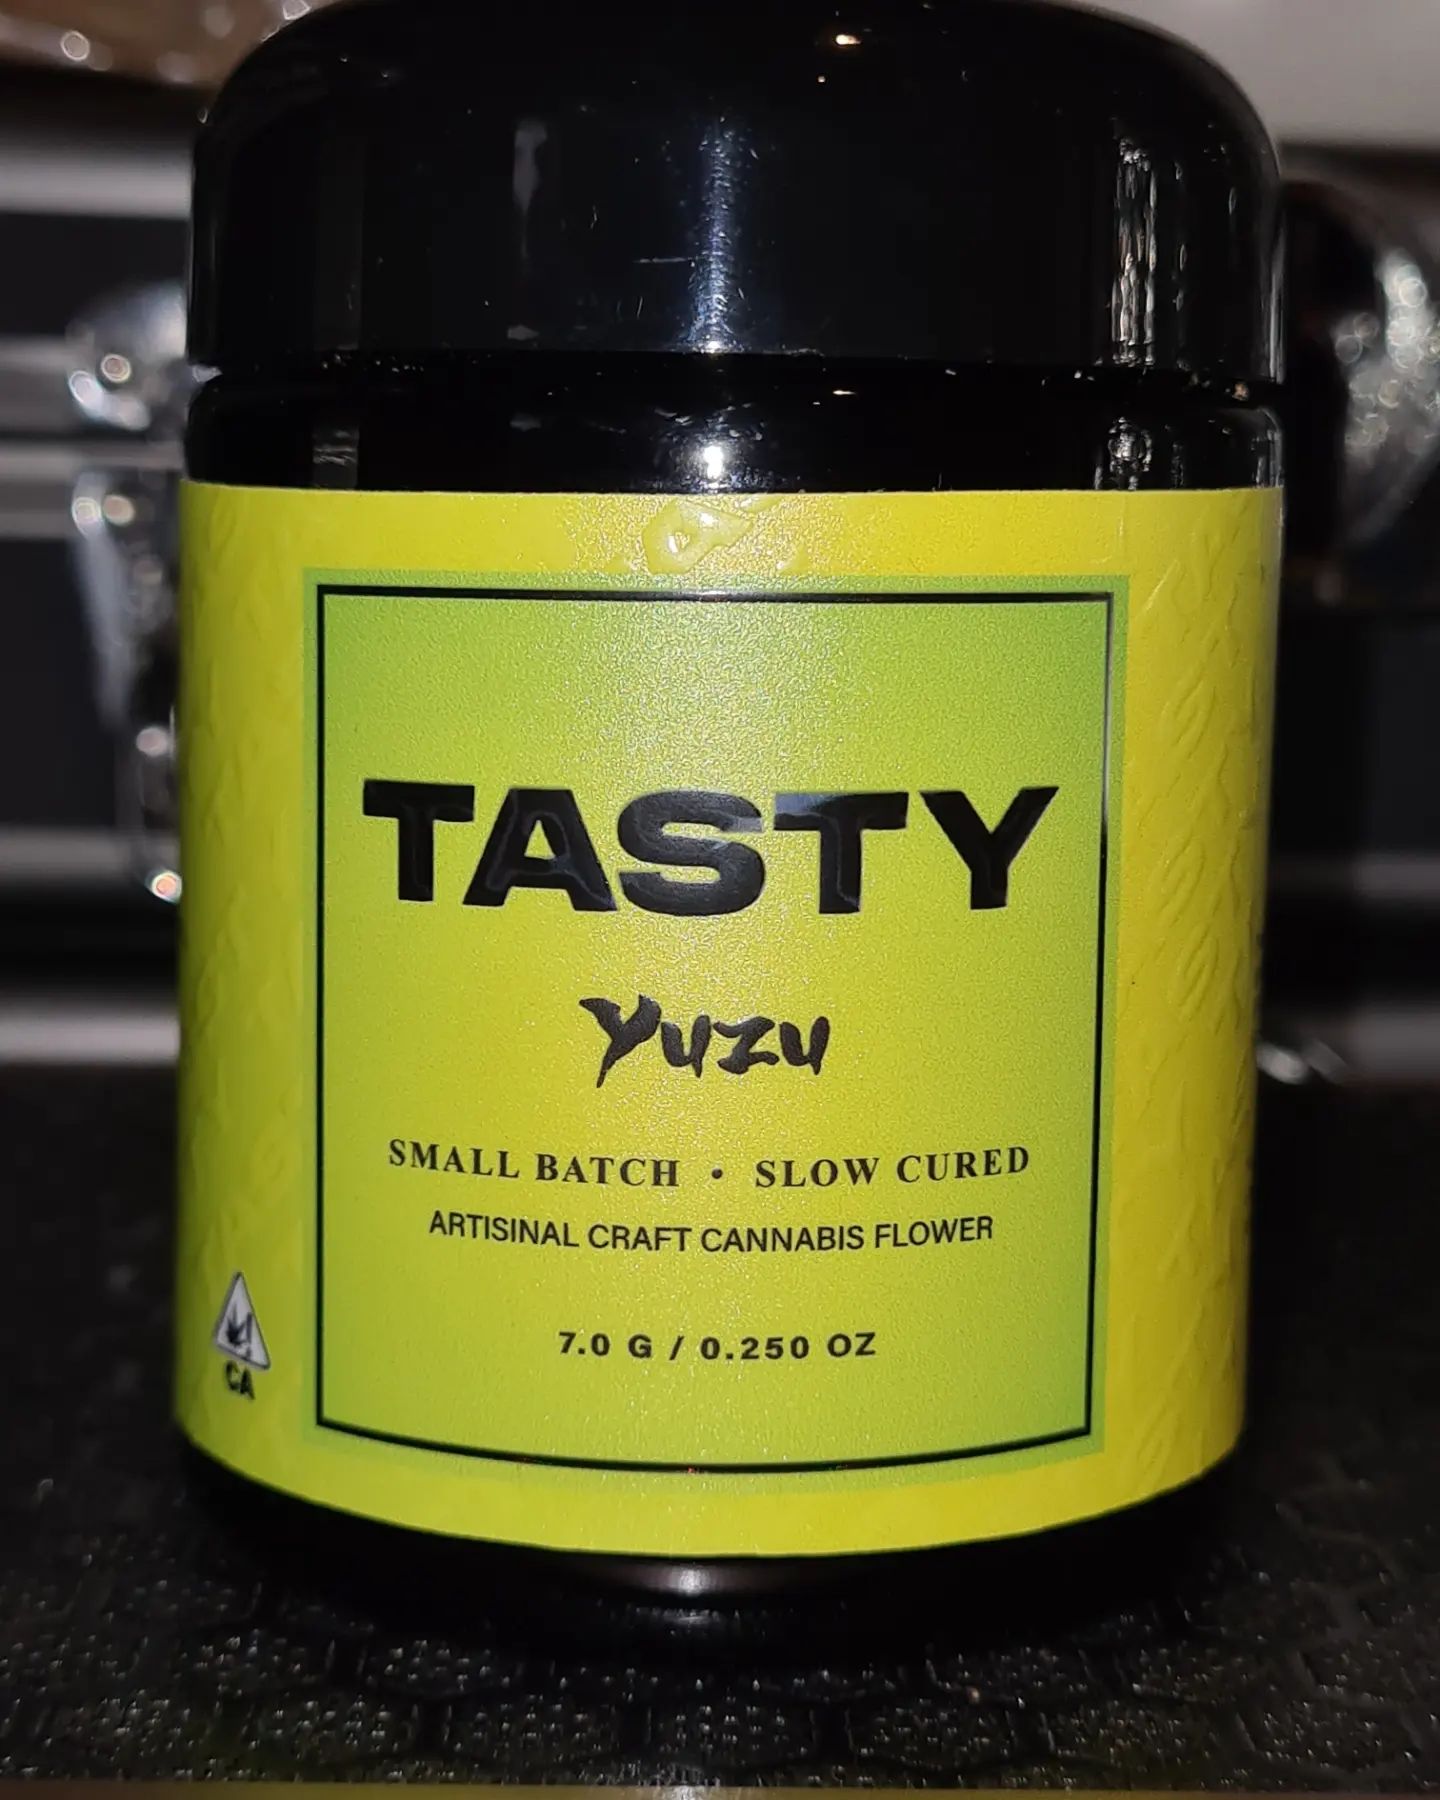 TASTY
Yuzu
SMALL BATCH • SLOW CURED
ARTISINAL CRAFT CANNABIS FLOWER
7.0 G / 0.250 OZ
CA